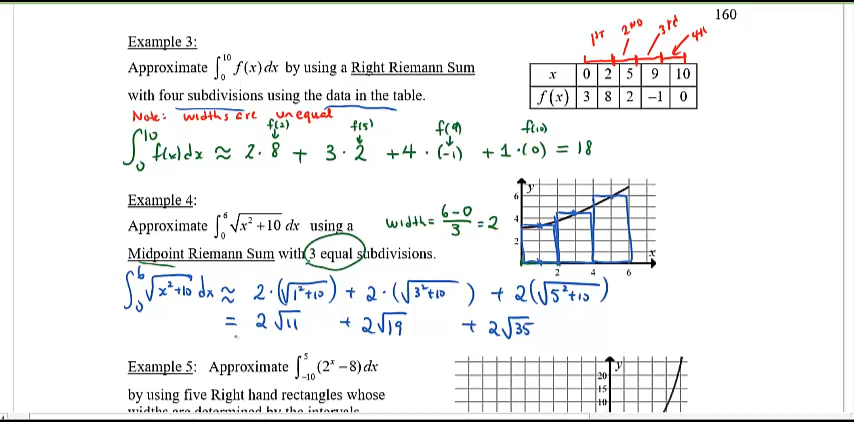 160
Example 3:
1ST 2ND 3rd 4th
Approximate ∫₀¹⁰ f(x) dx by using a Right Riemann Sum
with four subdivisions using the data in the table.
x 0 2 5 9 10
f(x) 3 8 2 −1 0
Note: widths are unequal
f(2) f(5) f(9) f(10)
∫₀¹⁰ f(x)dx ≈ 2·8 + 3·2 + 4·(-1) + 1·(0) = 18
Example 4:
Approximate ∫₀⁶ √(x² + 10) dx using a
Midpoint Riemann Sum with 3 equal subdivisions.
width = (6-0)/3 = 2
y
6
4
2
2 4 6
x
∫₀⁶ √(x²+10) dx ≈ 2·(√(1²+10)) + 2·(√(3²+10)) + 2(√(5²+10))
= 2√11 + 2√19 + 2√35
Example 5: Approximate ∫₋₁₀⁵ (2ˣ − 8) dx
by using five Right hand rectangles whose
widths are determined by the intervals
y
20
15
10